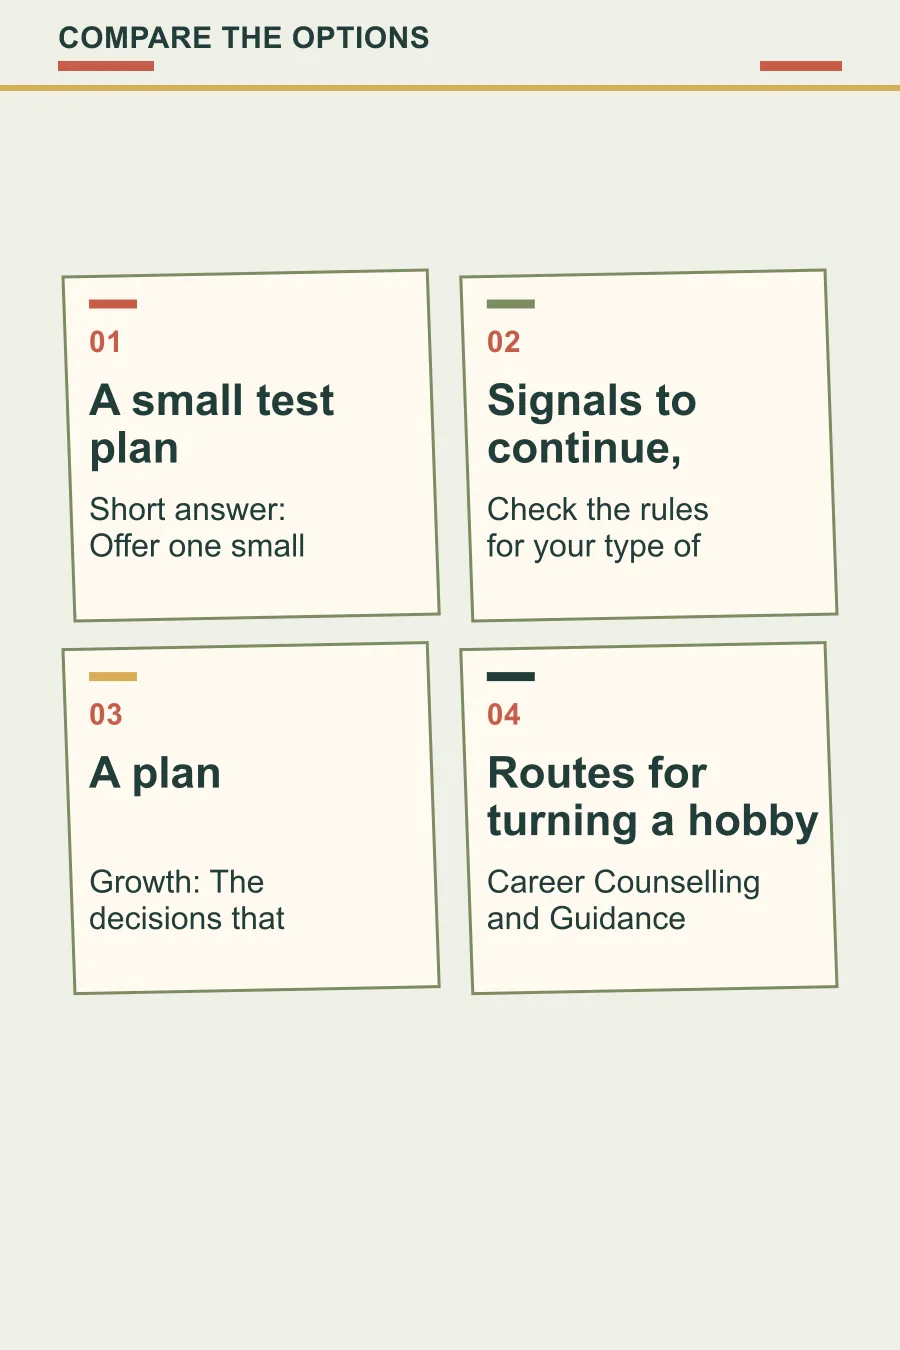 COMPARE THE OPTIONS
01
A small test
plan
Short answer:
Offer one small
02
Signals to
continue,
Check the rules
for your type of
03
A plan
Growth: The
decisions that
04
Routes for
turning a hobby
Career Counselling
and Guidance